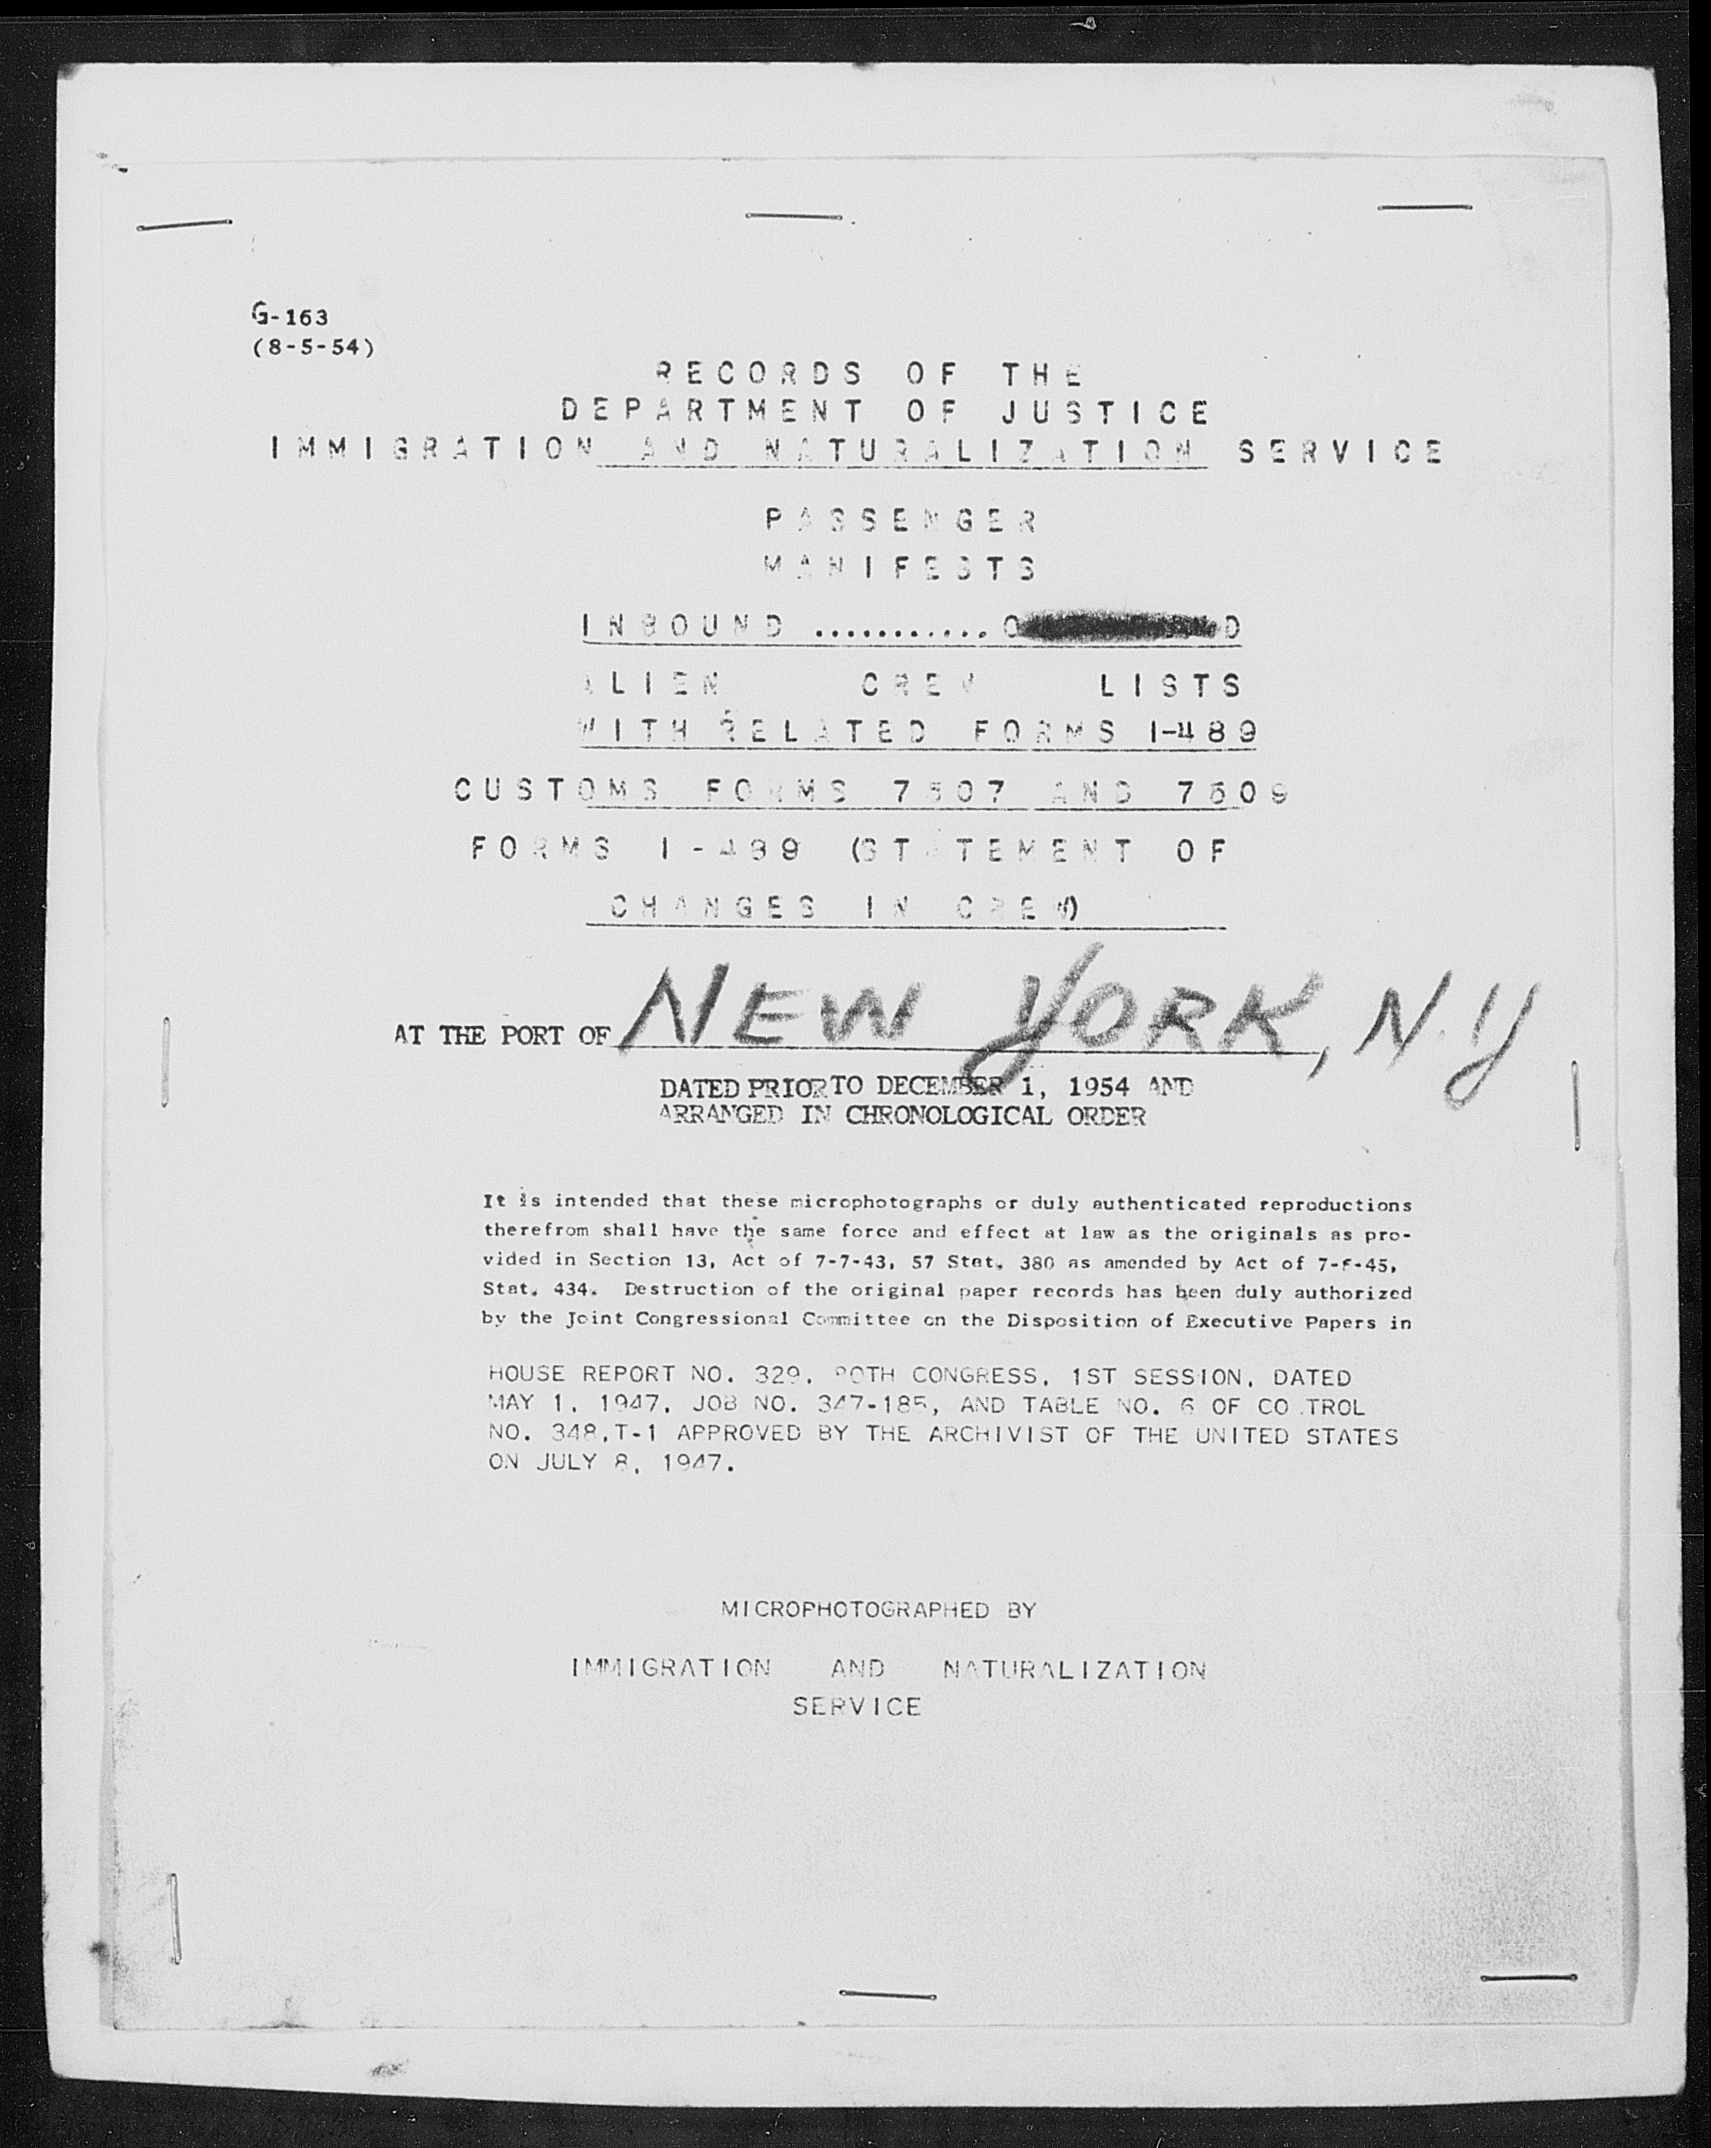 G-163
(8-5-54)
RECORDS OF THE
DEPARTMENT OF JUSTICE
IMMIGRATION AND NATURALIZATION SERVICE
PASSENGER
MANIFESTS
INBOUND ...........
ALIEN CREW LISTS
WITH RELATED FORMS I-489
CUSTOMS FORMS 7507 AND 7509
FORMS I-489 (STATEMENT OF
CHANGES IN CREW)
AT THE PORT OF NEW YORK, N.Y
DATED PRIOR TO DECEMBER 1, 1954 AND
ARRANGED IN CHRONOLOGICAL ORDER
It is intended that these microphotographs or duly authenticated reproductions
therefrom shall have the same force and effect at law as the originals as pro-
vided in Section 13, Act of 7-7-43, 57 Stat. 380 as amended by Act of
Stat. 434. Destruction of the original paper records has been duly authorized
by the Joint Congressional Committee on the Disposition of Executive Papers in
HOUSE REPORT NO. 329, 80TH CONGRESS, 1ST SESSION, DATED
MAY 1, 1947, JOB NO. 347-185, AND TABLE NO. 6 OF CO TROL
NO. 348,T-1 APPROVED BY THE ARCHIVIST OF THE UNITED STATES
ON JULY 8, 1947.
MICROPHOTOGRAPHED BY
IMMIGRATION AND NATURALIZATION
SERVICE